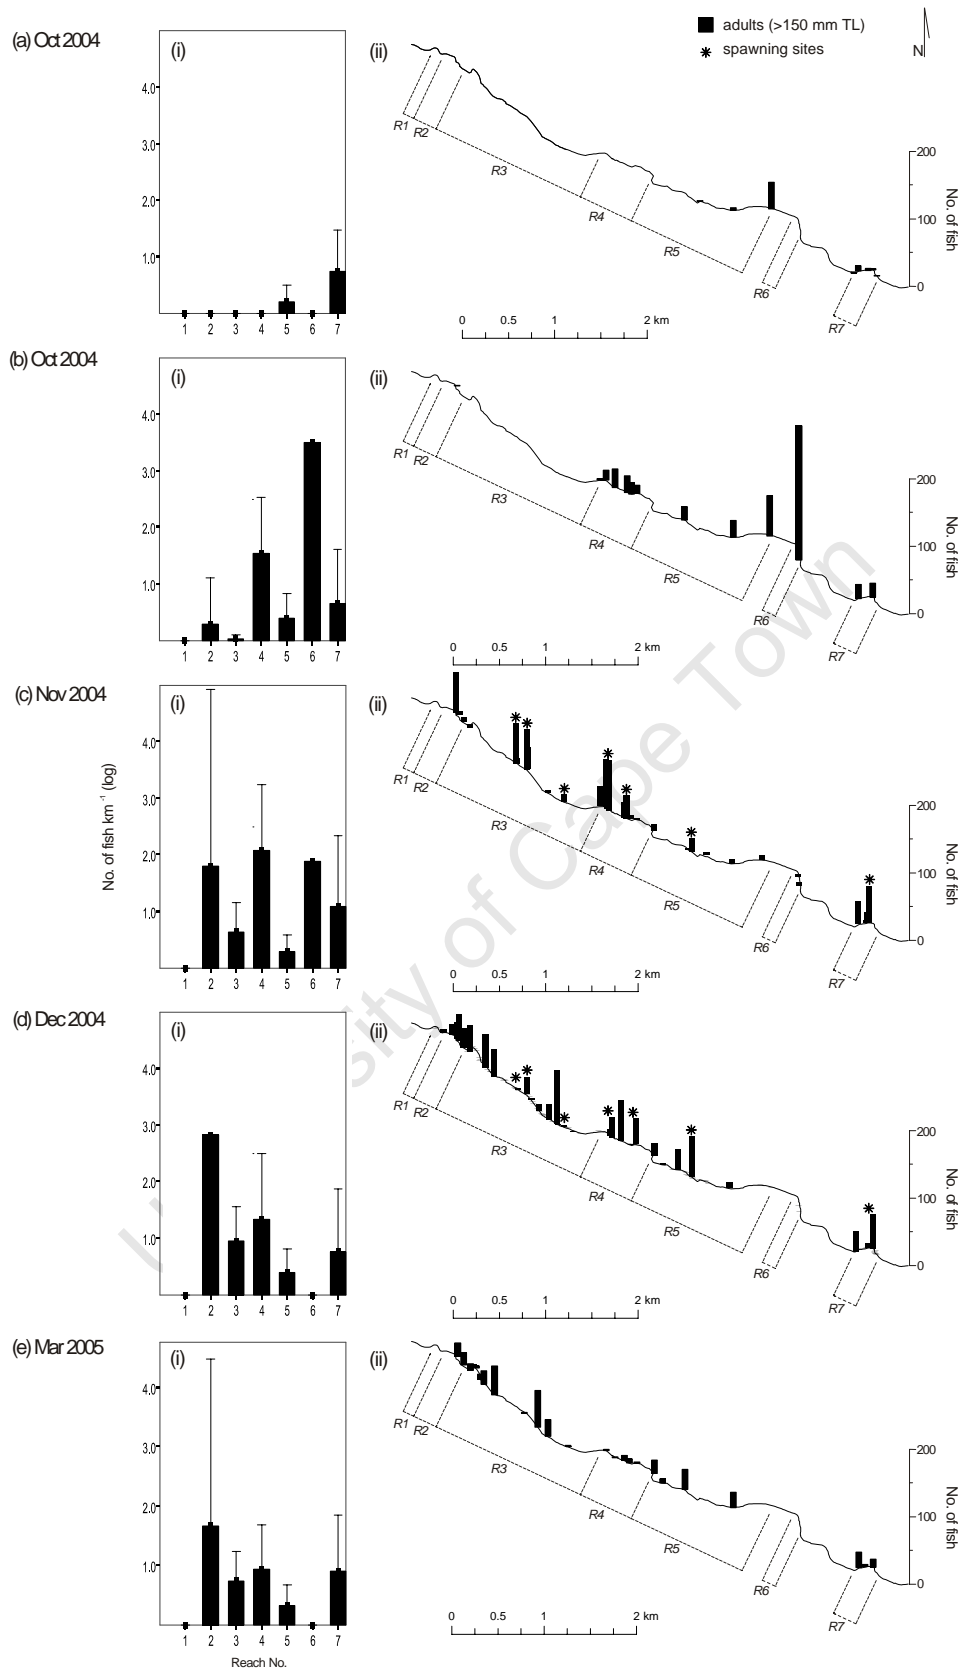 adults (>150 mm TL)
spawning sites
N
(a) Oct 2004
(i)
(ii)
4.0
3.0
2.0
1.0
1 2 3 4 5 6 7
R1 R2 R3 R4 R5 R6 R7
200
100
0
No. of fish
0 0.5 1 2 km
(b) Oct 2004
(i)
(ii)
4.0
3.0
2.0
1.0
1 2 3 4 5 6 7
R1 R2 R3 R4 R5 R6 R7
200
100
0
No. of fish
0 0.5 1 2 km
(c) Nov 2004
(i)
(ii)
4.0
3.0
2.0
1.0
No. of fish km⁻¹ (log)
1 2 3 4 5 6 7
R1 R2 R3 R4 R5 R6 R7
200
100
0
No. of fish
0 0.5 1 2 km
(d) Dec 2004
(i)
(ii)
4.0
3.0
2.0
1.0
1 2 3 4 5 6 7
R1 R2 R3 R4 R5 R6 R7
200
100
0
No. of fish
0 0.5 1 2 km
(e) Mar 2005
(i)
(ii)
4.0
3.0
2.0
1.0
1 2 3 4 5 6 7
Reach No.
R1 R2 R3 R4 R5 R6 R7
200
100
0
No. of fish
0 0.5 1 2 km
of Cape Town